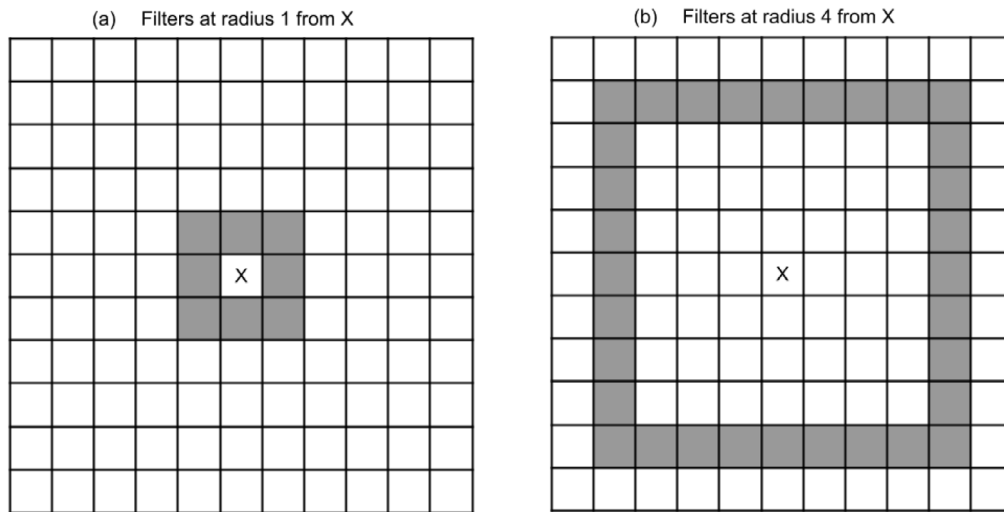 (a) Filters at radius 1 from X
X
(b) Filters at radius 4 from X
X